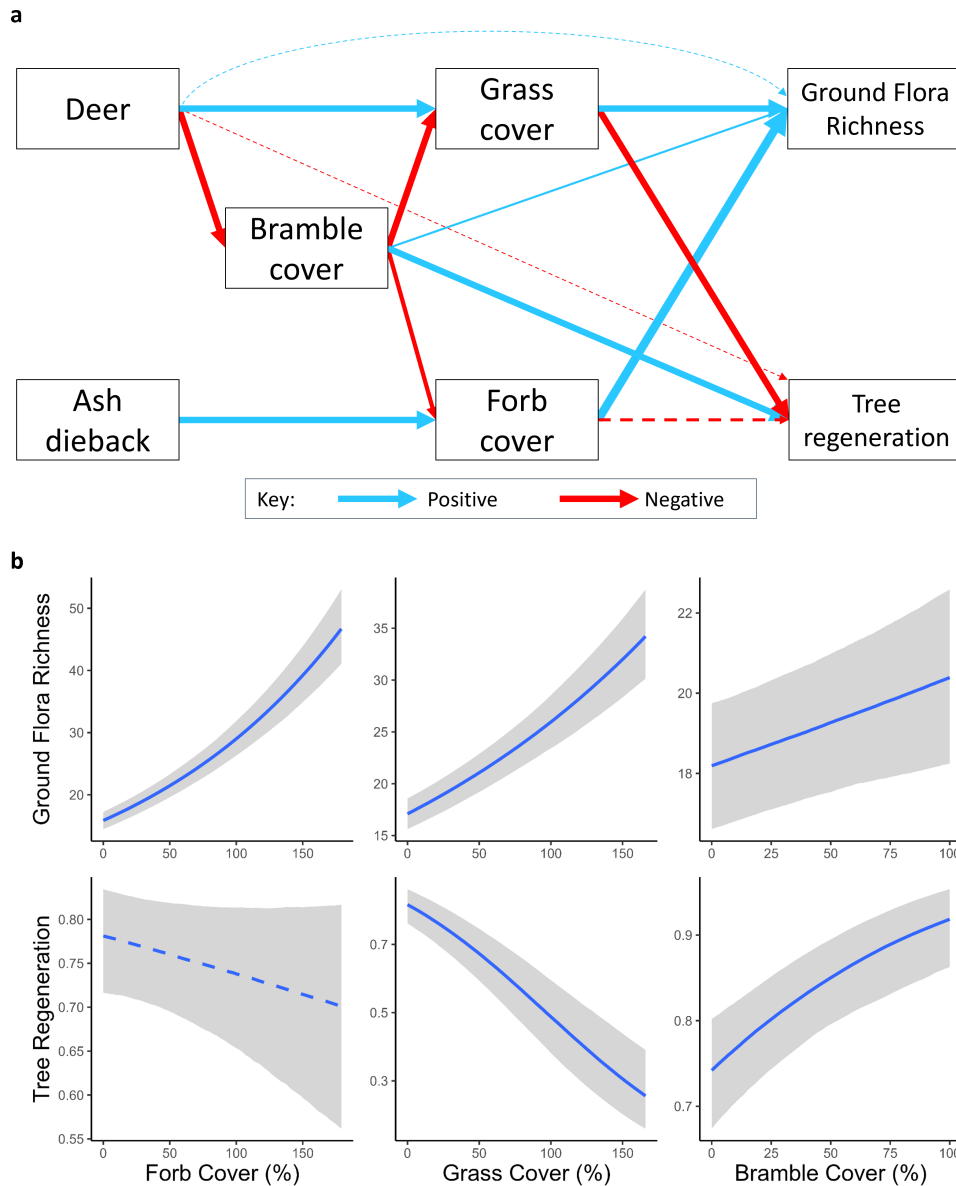 a
Deer
Grass
cover
Ground Flora
Richness
Bramble
cover
Ash
dieback
Forb
cover
Tree
regeneration
Key:
Positive
Negative
b
Ground Flora Richness
50
40
30
20
0
50
100
150
35
30
25
20
15
0
50
100
150
22
20
18
0
25
50
75
100
Tree Regeneration
0.80
0.75
0.70
0.65
0.60
0.55
0
50
100
150
Forb Cover (%)
0.7
0.5
0.3
0
50
100
150
Grass Cover (%)
0.9
0.8
0.7
0
25
50
75
100
Bramble Cover (%)